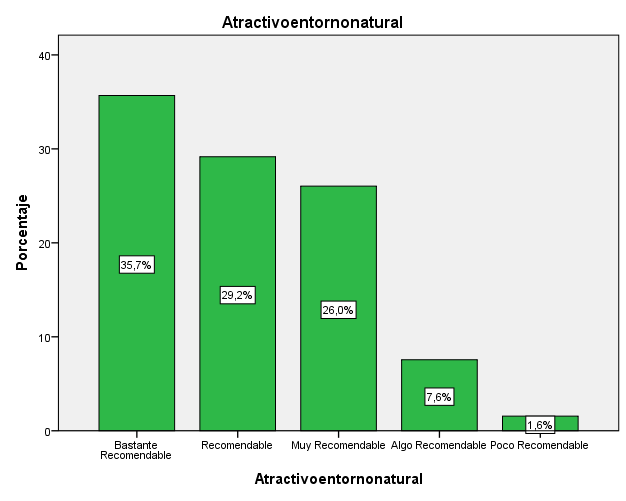 Atractivoentornonatural
40
30
20
10
0
Porcentaje
35,7%
29,2%
26,0%
7,6%
1,6%
Bastante
Recomendable
Recomendable
Muy Recomendable
Algo Recomendable
Poco Recomendable
Atractivoentornonatural